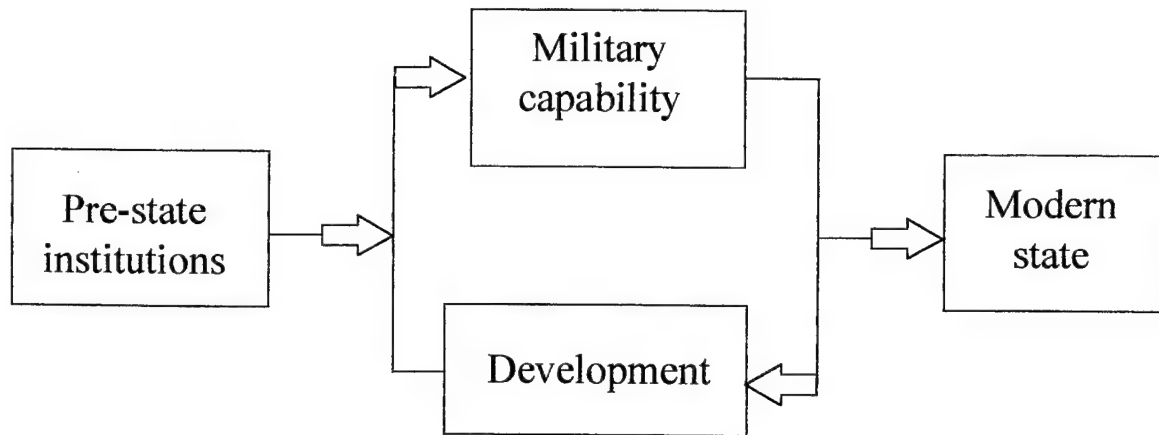 Military
capability
Pre-state
institutions
Modern
state
Development